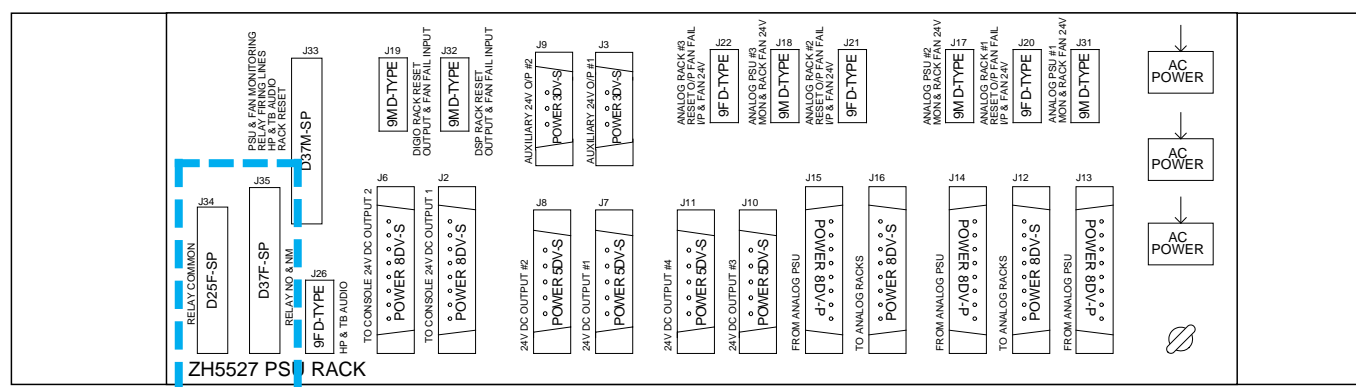 J33
D37M-SP
PSU & FAN MONITORING
RELAY FIRING LINES
HP & TB AUDIO
RACK RESET
J19
9M D-TYPE
DIGIO RACK RESET
OUTPUT & FAN FAIL INPUT
J32
9M D-TYPE
DSP RACK RESET
OUTPUT & FAN FAIL INPUT
AUXILIARY 24V O/P #2
J9
POWER 3DV-S
AUXILIARY 24V O/P #1
J3
POWER 3DV-S
ANALOG RACK #3
RESET O/P FAN FAIL
I/P & FAN 24V
J22
9F D-TYPE
ANALOG PSU #3
MON & RACK FAN 24V
J18
9M D-TYPE
ANALOG RACK #2
RESET O/P FAN FAIL
I/P & FAN 24V
J21
9F D-TYPE
ANALOG PSU #2
MON & RACK FAN 24V
J17
9M D-TYPE
ANALOG RACK #1
RESET O/P FAN FAIL
I/P & FAN 24V
J20
9F D-TYPE
ANALOG PSU #1
MON & RACK FAN 24V
J31
9M D-TYPE
AC
POWER
AC
POWER
AC
POWER
RELAY COMMON
J34
D25F-SP
J35
D37F-SP
RELAY NO & NM
J26
9F D-TYPE
HP & TB AUDIO
TO CONSOLE 24V DC OUTPUT 2
J6
POWER 8DV-S
TO CONSOLE 24V DC OUTPUT 1
J2
POWER 8DV-S
24V DC OUTPUT #2
J8
POWER 5DV-S
24V DC OUTPUT #1
J7
POWER 5DV-S
24V DC OUTPUT #4
J11
POWER 5DV-S
24V DC OUTPUT #3
J10
POWER 5DV-S
FROM ANALOG PSU
J15
POWER 8DV-P
TO ANALOG RACKS
J16
POWER 8DV-S
FROM ANALOG PSU
J14
POWER 8DV-P
TO ANALOG RACKS
J12
POWER 8DV-S
FROM ANALOG PSU
J13
POWER 8DV-P
ZH5527 PSU RACK